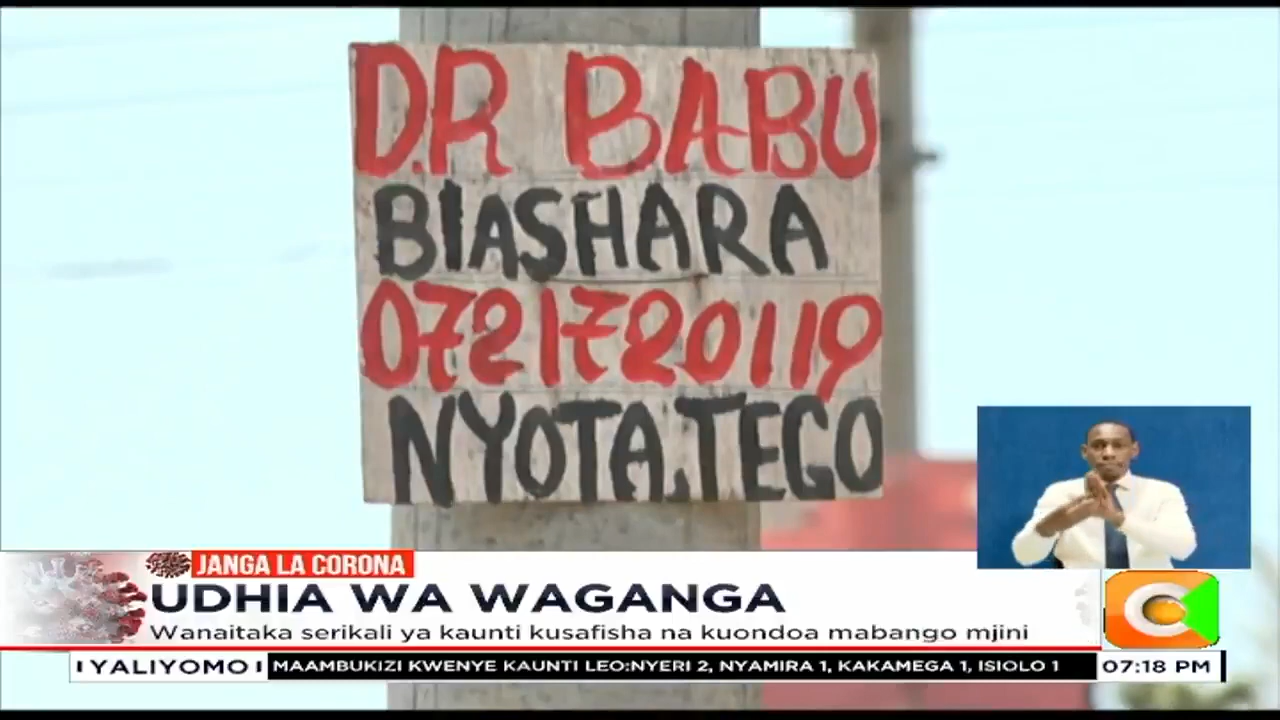 D.R BABU
BIASHARA
0721720119
NYOTA.TEGO
JANGA LA CORONA
UDHIA WA WAGANGA
Wanaitaka serikali ya kaunti kusafisha na kuondoa mabango mjini
YALIYOMO
MAAMBUKIZI KWENYE KAUNTI LEO:NYERI 2, NYAMIRA 1, KAKAMEGA 1, ISIOLO 1
07:18 PM